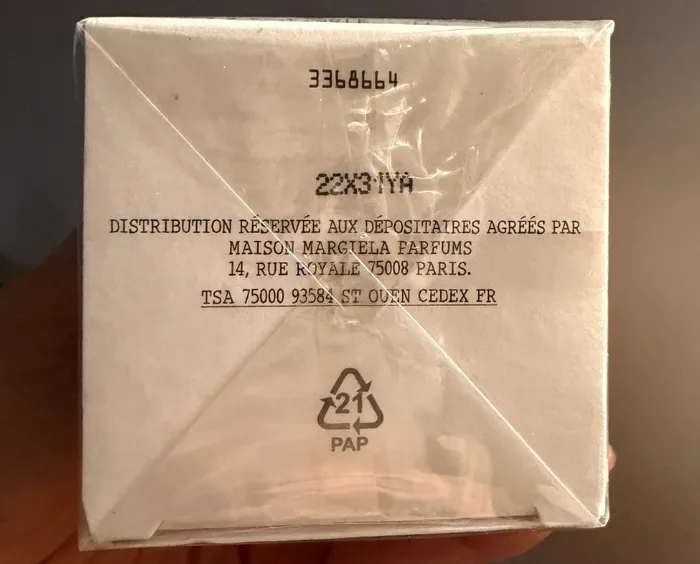 3368664
22X31YA
DISTRIBUTION RÉSERVÉE AUX DÉPOSITAIRES AGRÉÉS PAR
MAISON MARGIELA PARFUMS
14, RUE ROYALE 75008 PARIS.
TSA 75000 93584 ST OUEN CEDEX FR
21
PAP